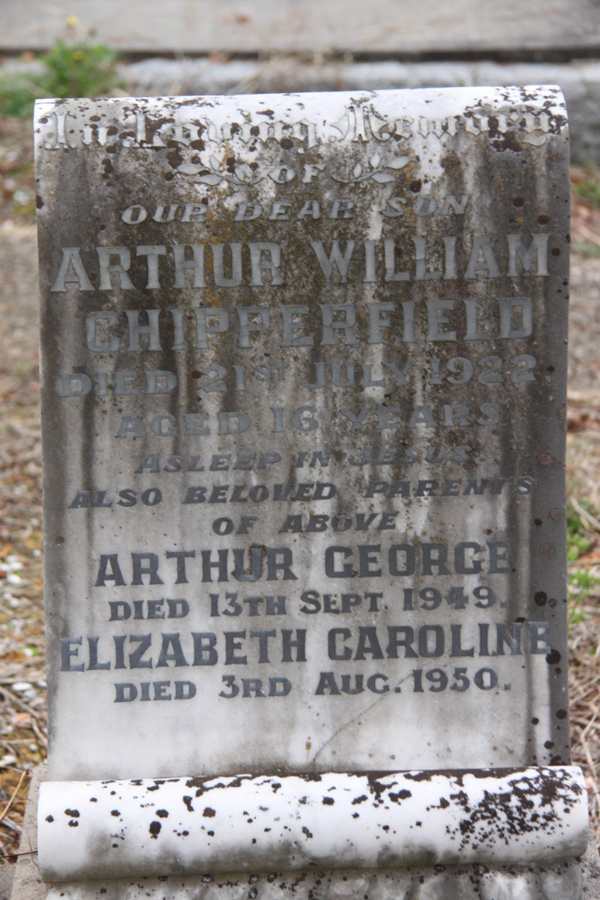 In Loving Memory
OF
OUR DEAR SON
ARTHUR WILLIAM
CHIPPERFIELD
DIED 21ST JULY 1922.
AGED 16 YEARS
ASLEEP IN JESUS
ALSO BELOVED PARENTS
OF ABOVE
ARTHUR GEORGE
DIED 13TH SEPT. 1949.
ELIZABETH CAROLINE
DIED 3RD AUG. 1950.